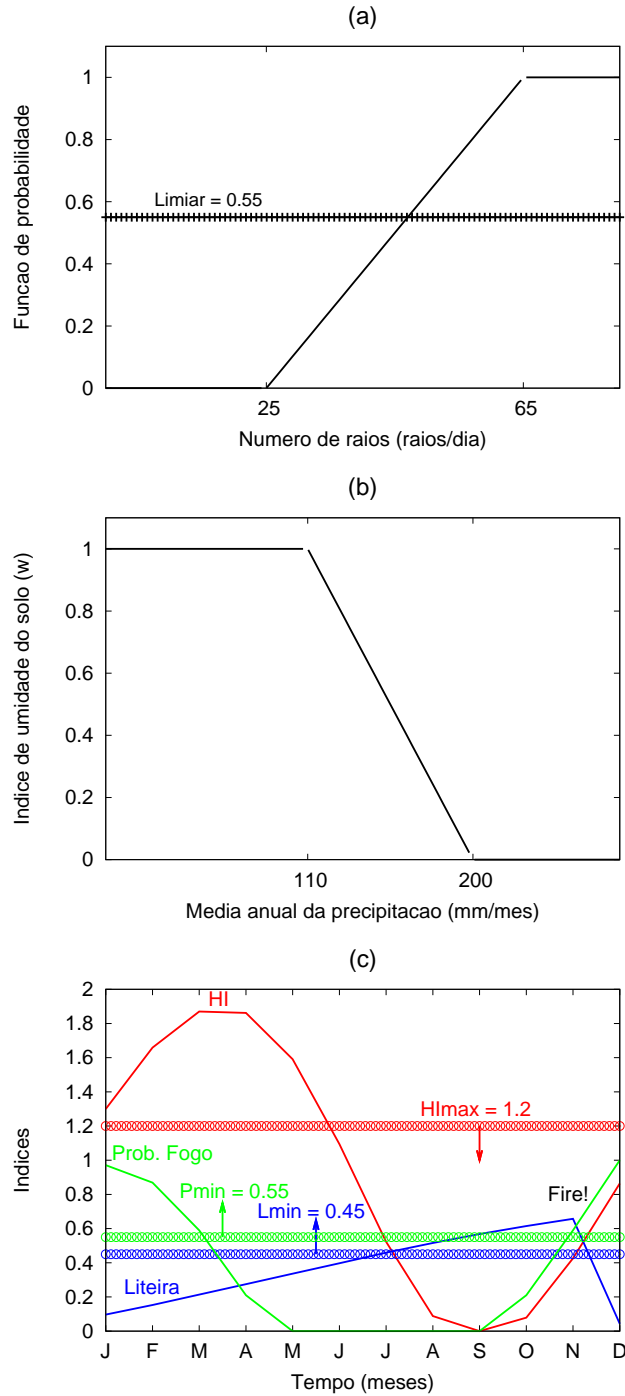 (a)
1
0.8
0.6
0.4
0.2
0
Funcao de probabilidade
Limiar = 0.55
25 65
Numero de raios (raios/dia)
(b)
1
0.8
0.6
0.4
0.2
0
Indice de umidade do solo (w)
110 200
Media anual da precipitacao (mm/mes)
(c)
2
1.8
1.6
1.4
1.2
1
0.8
0.6
0.4
0.2
0
Indices
HI
HImax = 1.2
Prob. Fogo
Pmin = 0.55
Lmin = 0.45
Fire!
Liteira
J F M A M J J A S O N D
Tempo (meses)